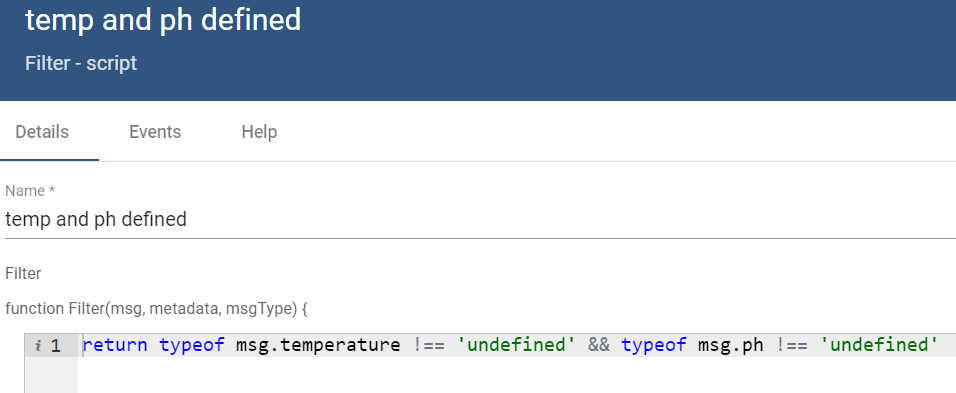 temp and ph defined
Filter - script
Details Events Help
Name *
temp and ph defined
Filter
function Filter(msg, metadata, msgType) {
i 1 return typeof msg.temperature !== 'undefined' && typeof msg.ph !== 'undefined'